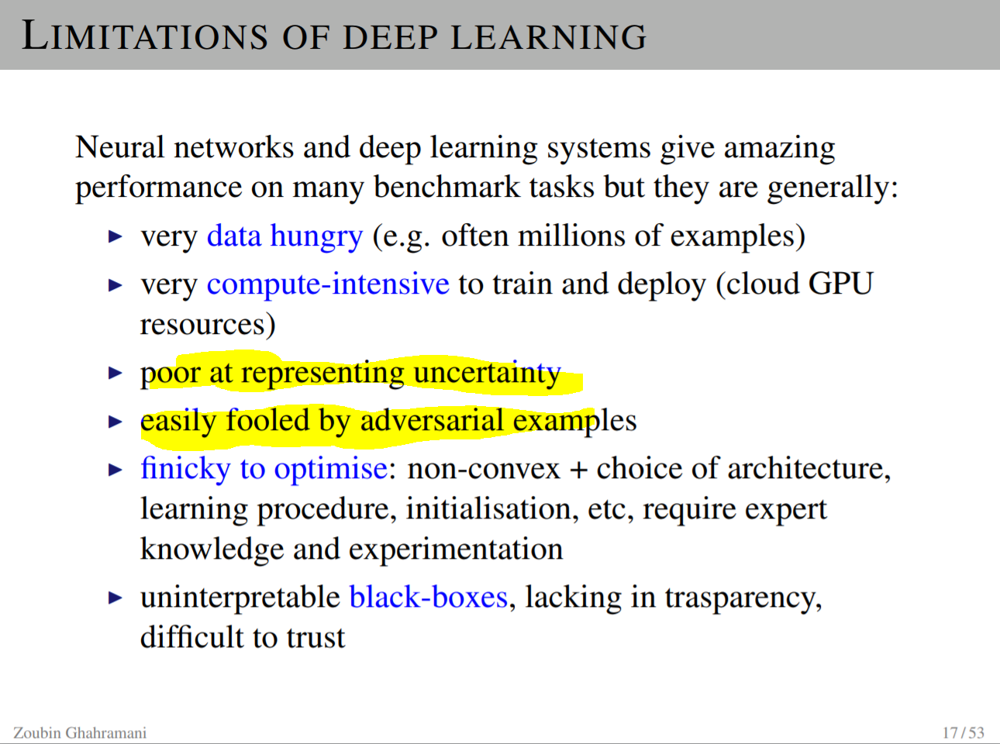 LIMITATIONS OF DEEP LEARNING
Neural networks and deep learning systems give amazing
performance on many benchmark tasks but they are generally:
▶ very data hungry (e.g. often millions of examples)
▶ very compute-intensive to train and deploy (cloud GPU
resources)
▶ poor at representing uncertainty
▶ easily fooled by adversarial examples
▶ finicky to optimise: non-convex + choice of architecture,
learning procedure, initialisation, etc, require expert
knowledge and experimentation
▶ uninterpretable black-boxes, lacking in trasparency,
difficult to trust
Zoubin Ghahramani
17 / 53